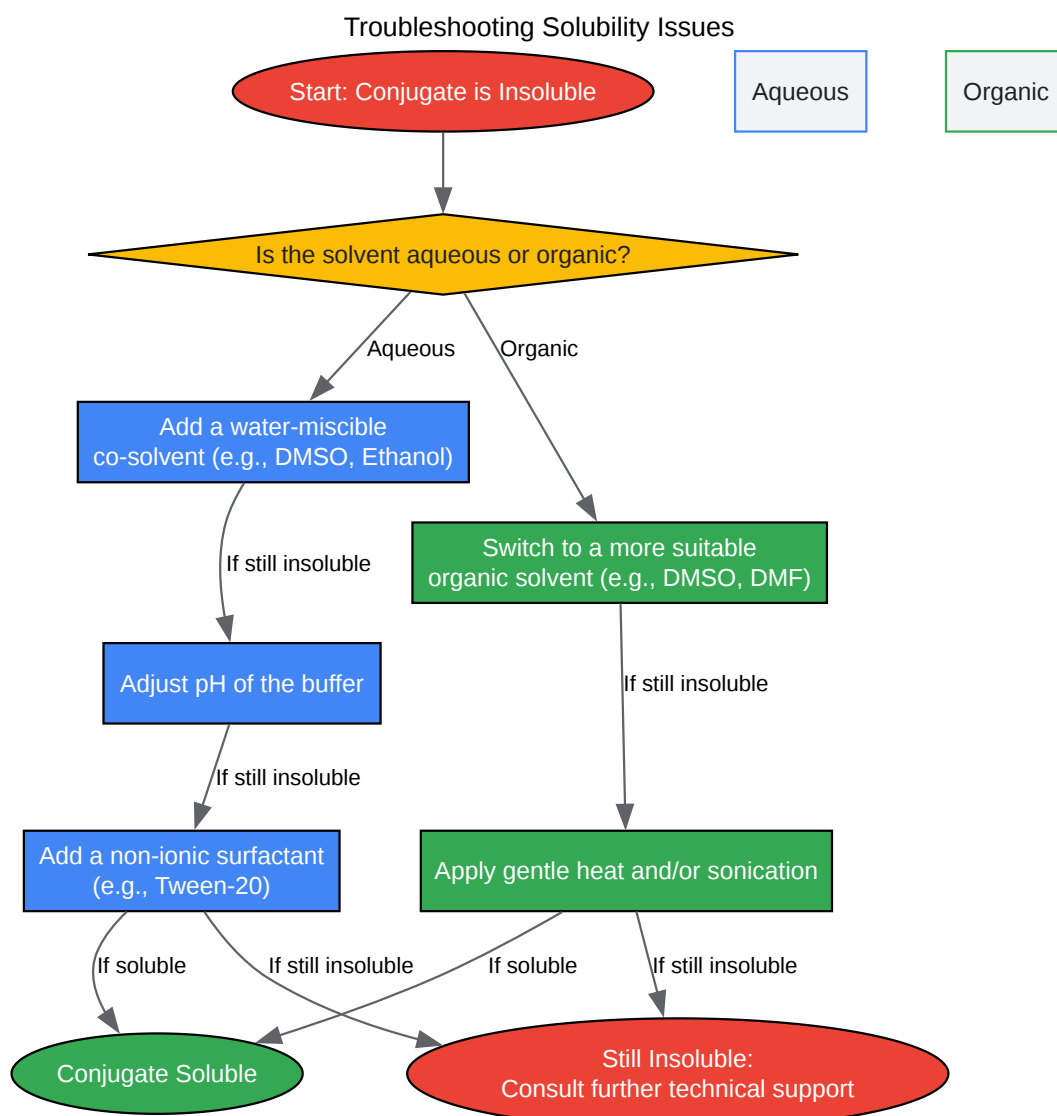 Troubleshooting Solubility Issues
Start: Conjugate is Insoluble
Aqueous
Organic
Is the solvent aqueous or organic?
Aqueous
Organic
Add a water-miscible
co-solvent (e.g., DMSO, Ethanol)
Switch to a more suitable
organic solvent (e.g., DMSO, DMF)
If still insoluble
Adjust pH of the buffer
If still insoluble
If still insoluble
Add a non-ionic surfactant
(e.g., Tween-20)
Apply gentle heat and/or sonication
If soluble
If still insoluble
If soluble
If still insoluble
Conjugate Soluble
Still Insoluble:
Consult further technical support